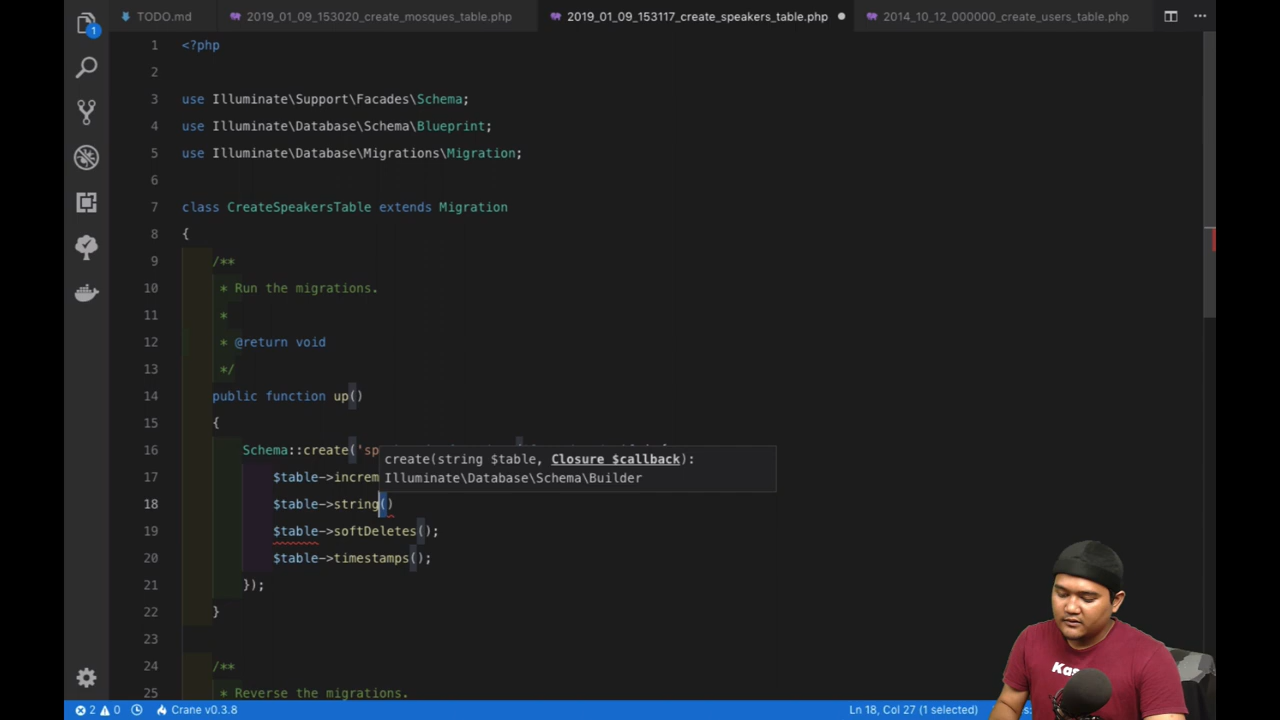 TODO.md
2019_01_09_153020_create_mosques_table.php
2019_01_09_153117_create_speakers_table.php
2014_10_12_000000_create_users_table.php
1
1 <?php
2
3 use Illuminate\Support\Facades\Schema;
4 use Illuminate\Database\Schema\Blueprint;
5 use Illuminate\Database\Migrations\Migration;
6
7 class CreateSpeakersTable extends Migration
8 {
9 /**
10 * Run the migrations.
11 *
12 * @return void
13 */
14 public function up()
15 {
16 Schema::create('sp
create(string $table, Closure $callback):
Illuminate\Database\Schema\Builder
17 $table->increm
18 $table->string()
19 $table->softDeletes();
20 $table->timestamps();
21 });
22 }
23
24 /**
25 * Reverse the migrations.
2 0 Crane v0.3.8 Ln 18, Col 27 (1 selected)